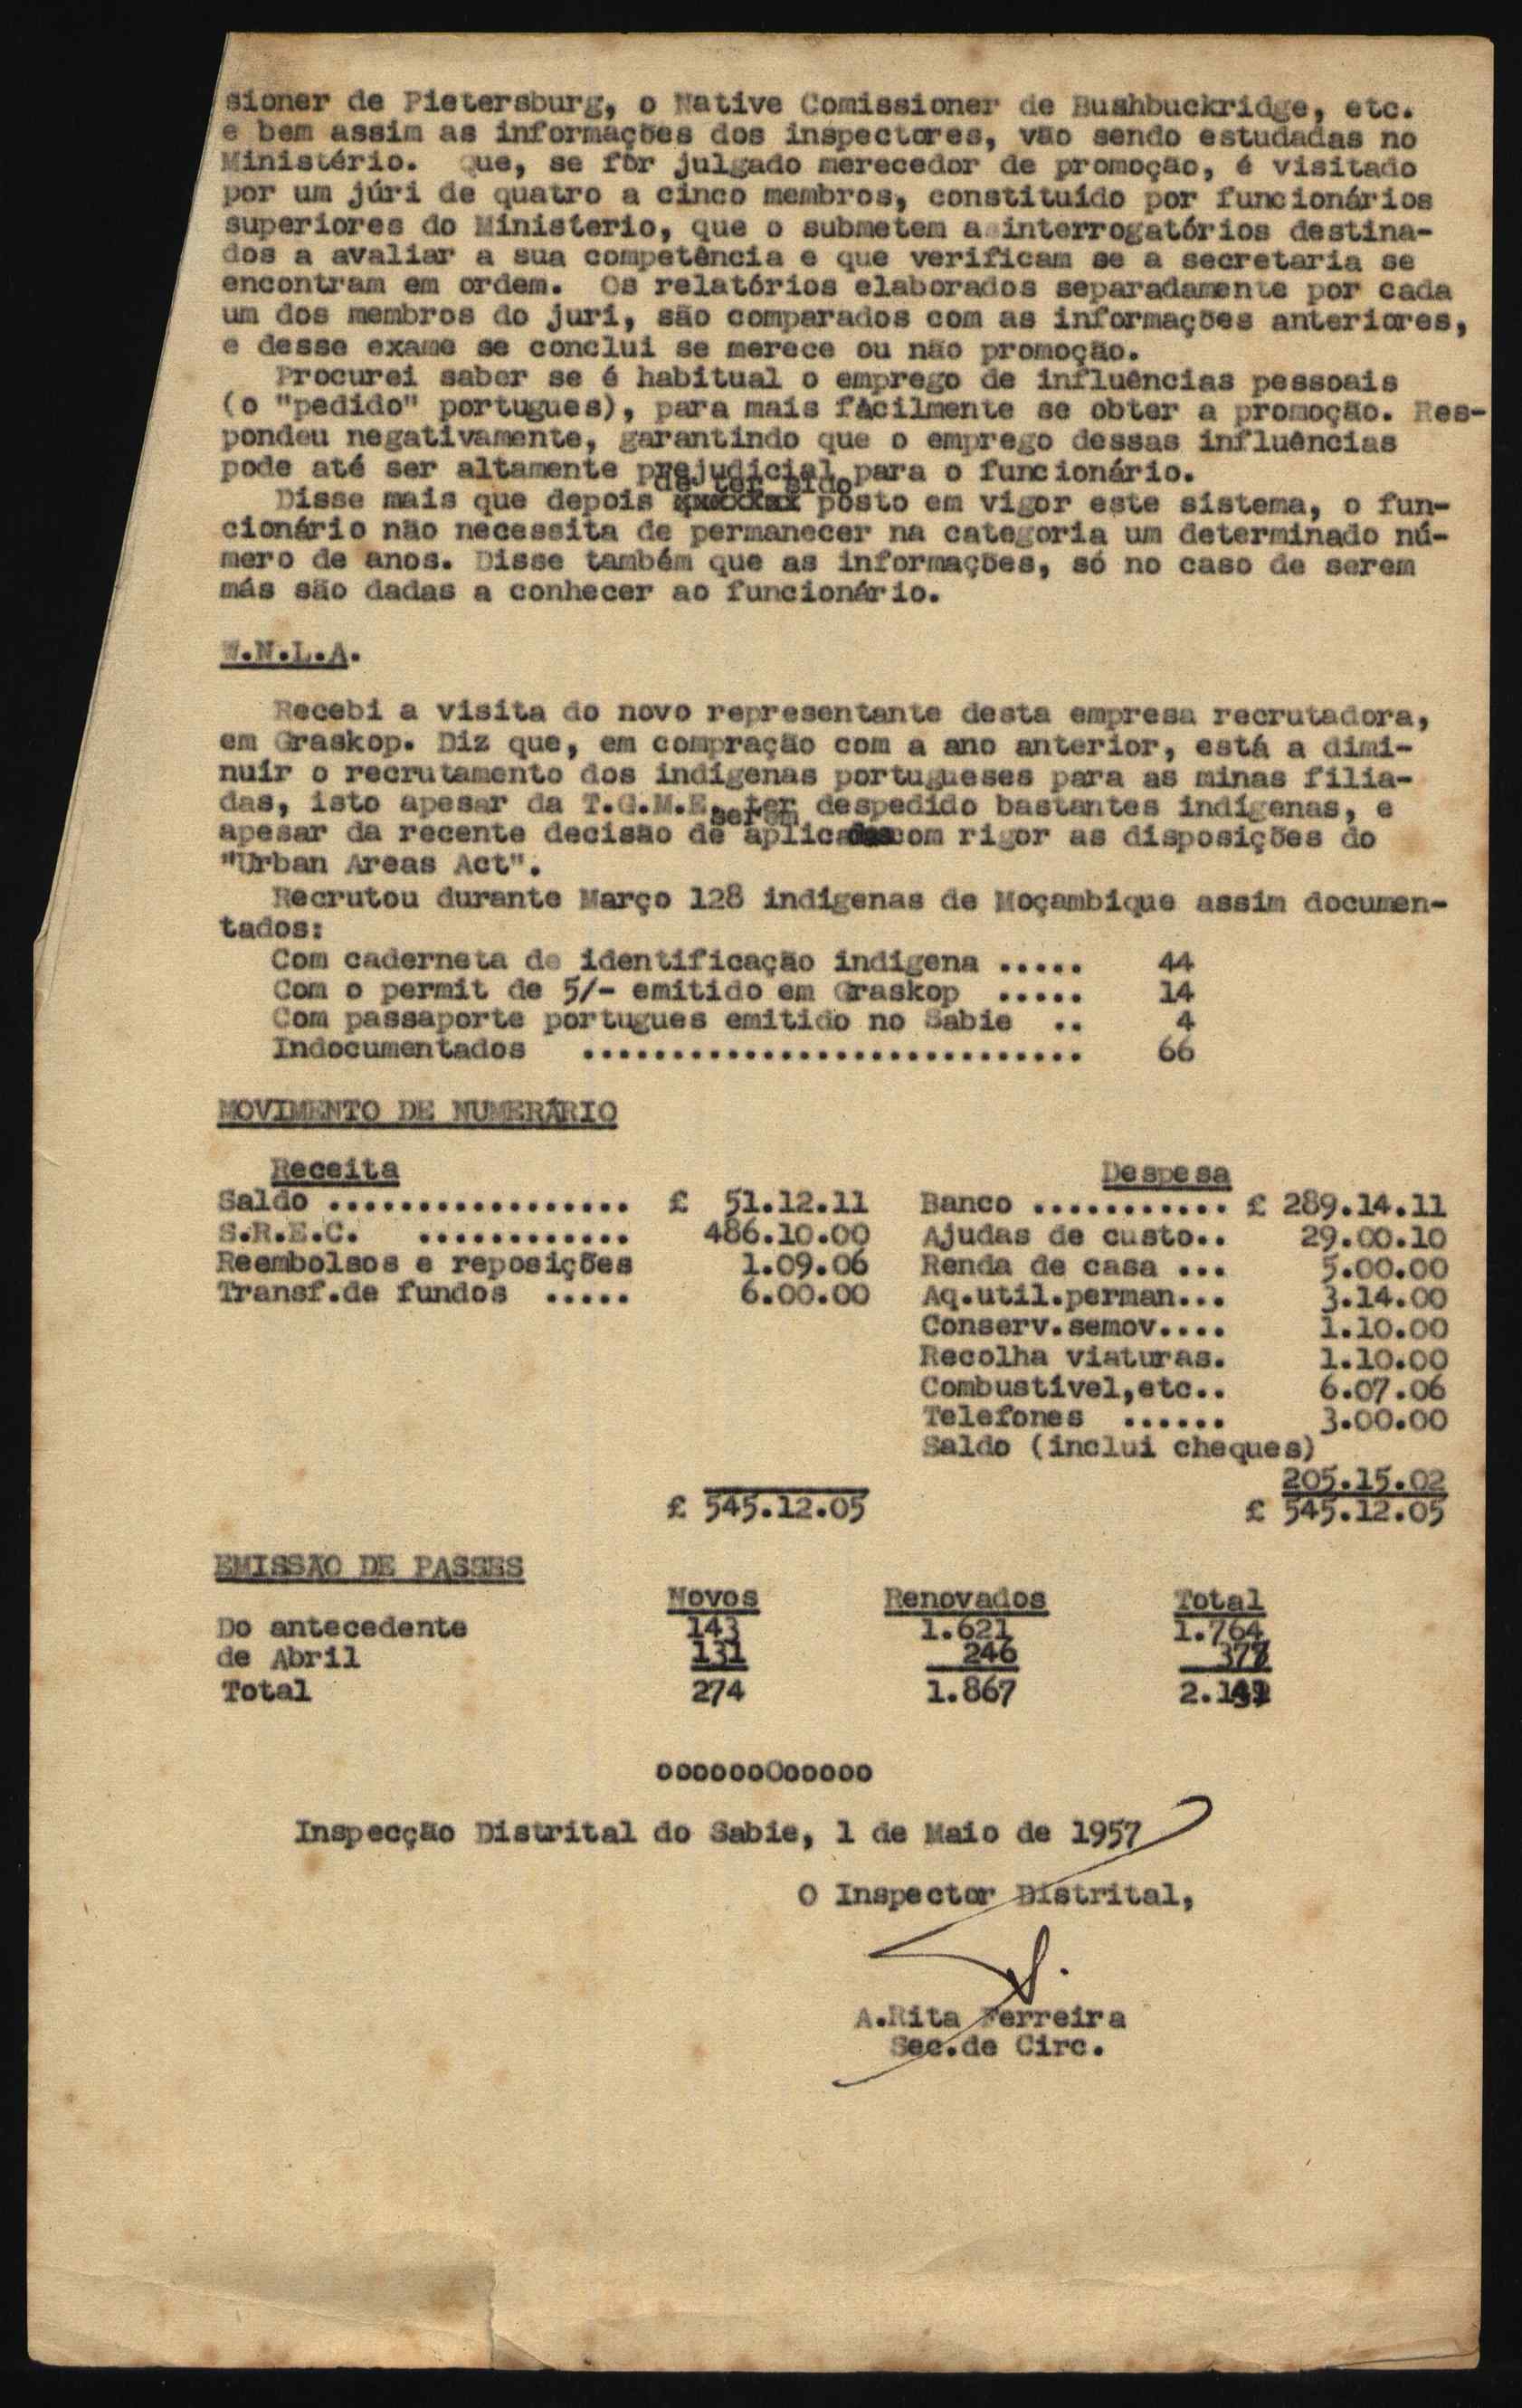 sioner de Pietersburg, o Native Comissioner de Bushbuckridge, etc.
e bem assim as informações dos inspectores, vão sendo estudadas no
Ministério. Que, se fôr julgado merecedor de promoção, é visitado
por um júri de quatro a cinco membros, constituído por funcionários
superiores do Ministerio, que o submetem a interrogatórios destina-
dos a avaliar a sua competência e que verificam se a secretaria se
encontram em ordem. Os relatórios elaborados separadamente por cada
um dos membros do juri, são comparados com as informações anteriores,
e desse exame se conclui se merece ou não promoção.
Procurei saber se é habitual o emprego de influências pessoais
(o "pedido" portugues), para mais fàcilmente se obter a promoção. Res-
pondeu negativamente, garantindo que o emprego dessas influências
pode até ser altamente prejudicial para o funcionário.
de ter sido
Disse mais que depois posto em vigor este sistema, o fun-
cionário não necessita de permanecer na categoria um determinado nú-
mero de anos. Disse também que as informações, só no caso de serem
más são dadas a conhecer ao funcionário.
W.N.L.A.
Recebi a visita do novo representante desta empresa recrutadora,
em Graskop. Diz que, em compração com a ano anterior, está a dimi-
nuir o recrutamento dos indígenas portugueses para as minas filia-
das, isto apesar da T.G.M.E. ter despedido bastantes indígenas, e
serem
apesar da recente decisão de aplicadas com rigor as disposições do
"Urban Areas Act".
Recrutou durante Março 128 indigenas de Moçambique assim documen-
tados:
Com caderneta de identificação indigena ..... 44
Com o permit de 5/- emitido em Graskop ..... 14
Com passaporte portugues emitido no Sabie .. 4
Indocumentados ............................ 66
MOVIMENTO DE NUMERÁRIO
Receita Despesa
Saldo ................. £ 51.12.11 Banco ........... £ 289.14.11
S.R.E.C. ............ 486.10.00 Ajudas de custo.. 29.00.10
Reembolsos e reposições 1.09.06 Renda de casa ... 5.00.00
Transf.de fundos ..... 6.00.00 Aq.util.perman... 3.14.00
Conserv.semov.... 1.10.00
Recolha viaturas. 1.10.00
Combustivel,etc.. 6.07.06
Telefones ...... 3.00.00
Saldo (inclui cheques)
205.15.02
£ 545.12.05 £ 545.12.05
EMISSÃO DE PASSES
Novos Renovados Total
Do antecedente 143 1.621 1.764
de Abril 131 246 377
Total 274 1.867
ooooooOooooo
Inspecção Distrital do Sabie, 1 de Maio de 1957
O Inspector Distrital,
A.Rita Ferreira
Sec.de Circ.